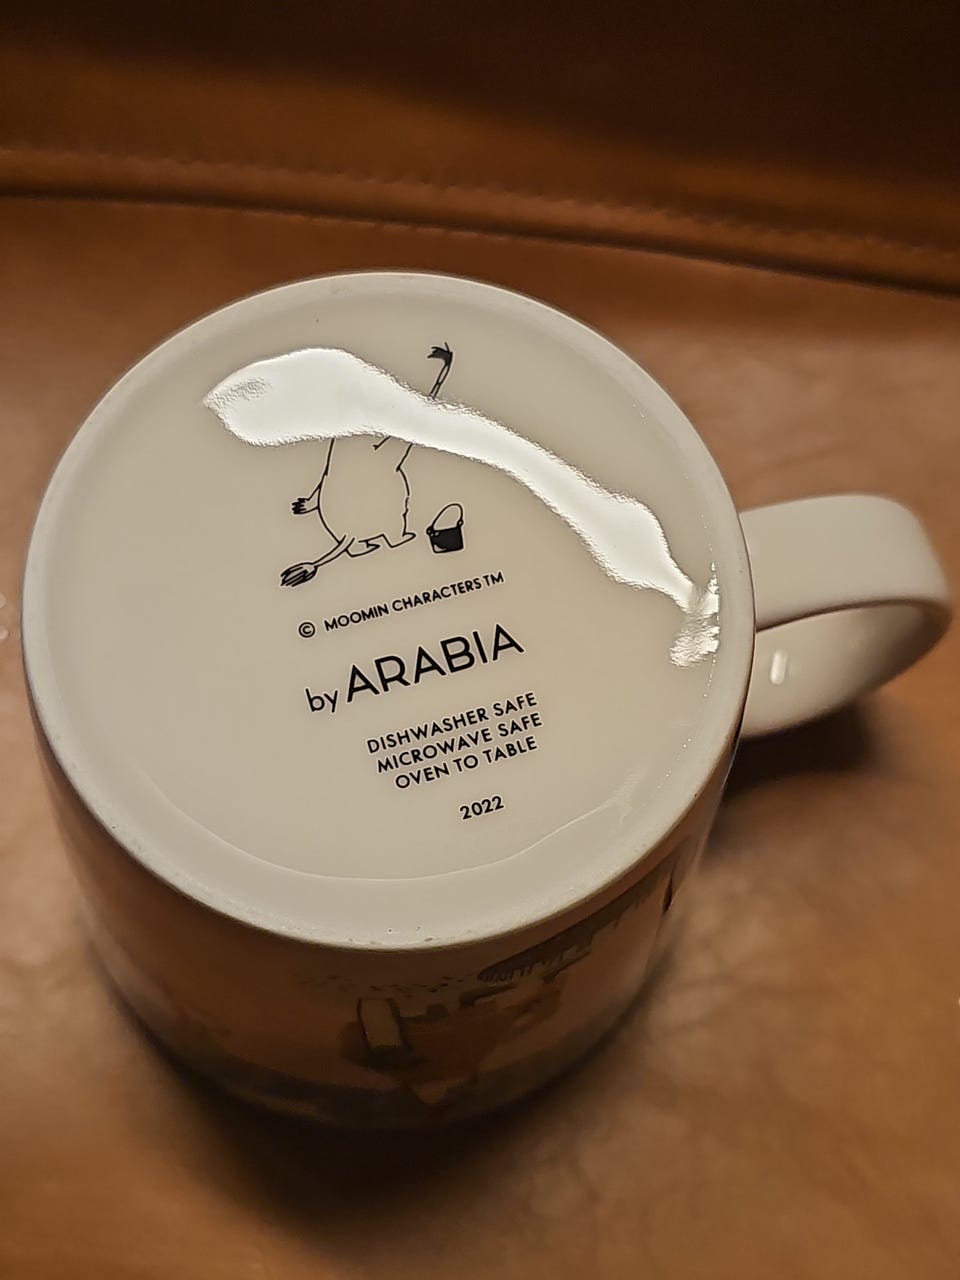 © MOOMIN CHARACTERS TM
by ARABIA
DISHWASHER SAFE
MICROWAVE SAFE
OVEN TO TABLE
2022